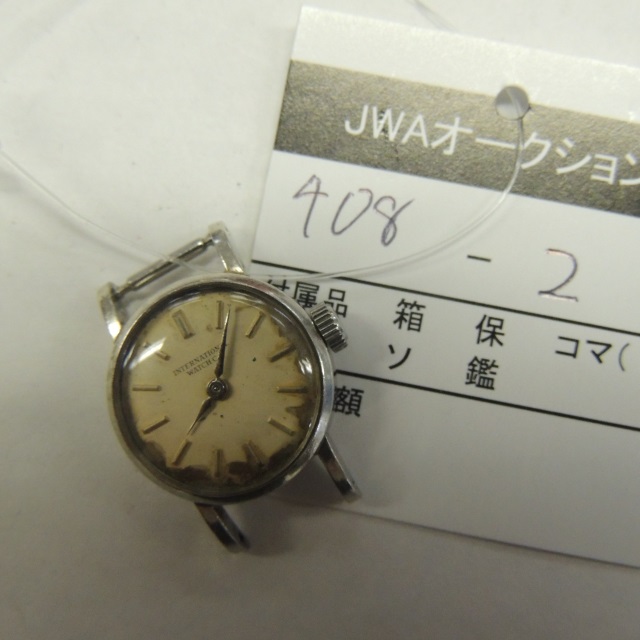 JWAオークション
408 - 2
付属品 箱 保 コマ(
ソ 鑑
額
INTERNATIONAL
WATCH